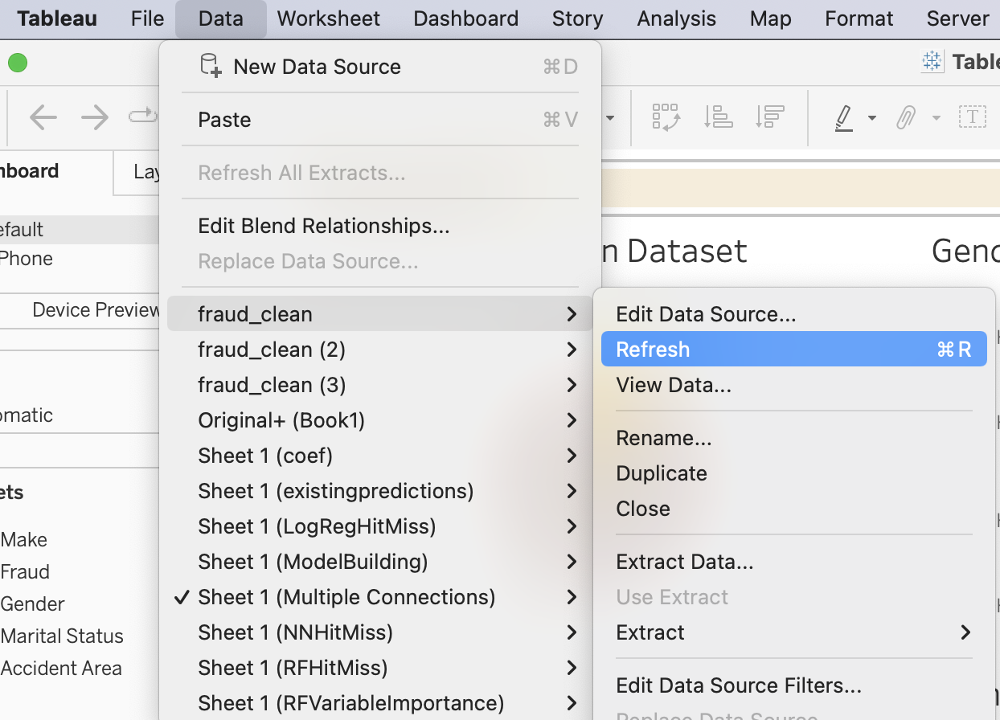 Tableau File Data Worksheet Dashboard Story Analysis Map Format Server
New Data Source ⌘D
Paste ⌘V
Refresh All Extracts...
Edit Blend Relationships...
Replace Data Source...
fraud_clean
fraud_clean (2)
fraud_clean (3)
Original+ (Book1)
Sheet 1 (coef)
Sheet 1 (existingpredictions)
Sheet 1 (LogRegHitMiss)
Sheet 1 (ModelBuilding)
✓ Sheet 1 (Multiple Connections)
Sheet 1 (NNHitMiss)
Sheet 1 (RFHitMiss)
Sheet 1 (RFVariableImportance)
Edit Data Source...
Refresh ⌘R
View Data...
Rename...
Duplicate
Close
Extract Data...
Use Extract
Extract
Edit Data Source Filters...
Replace Data Source
Table
T
nboard
Lay
efault
Phone
Device Preview
omatic
ets
Make
Fraud
Gender
Marital Status
Accident Area
n Dataset
Gend